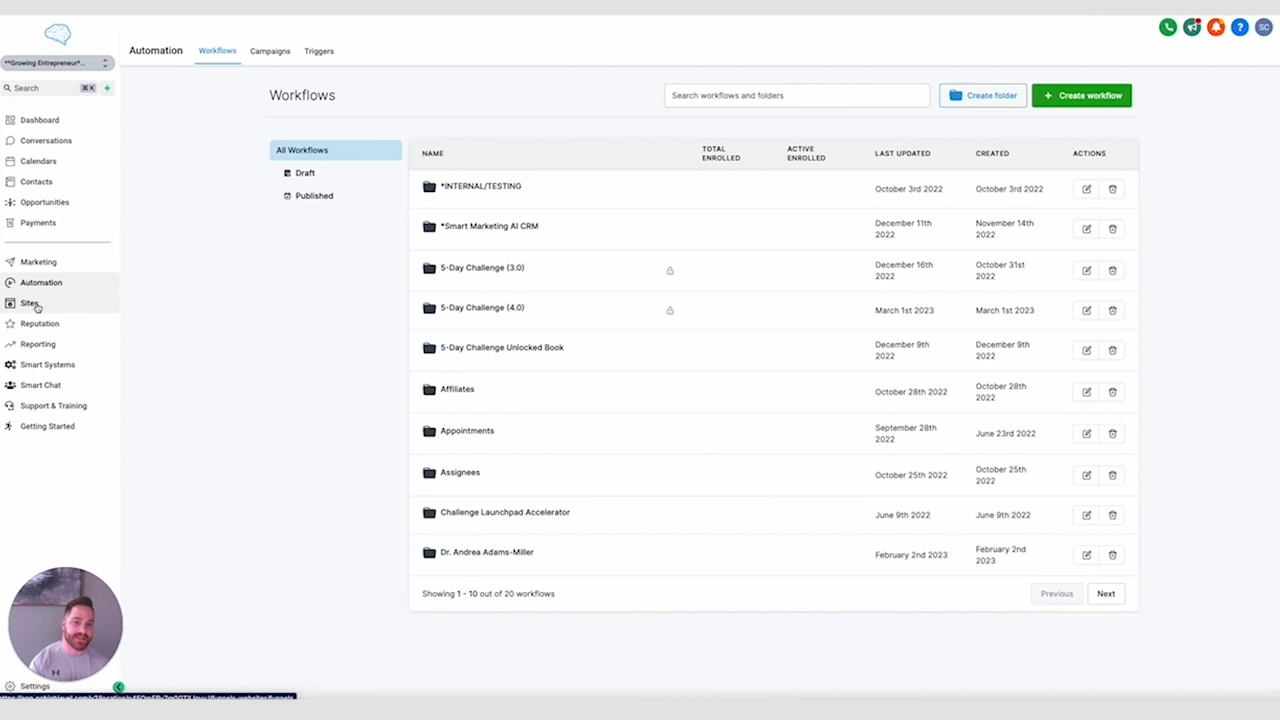 **Growing Entrepreneur*...
Search
⌘K
Dashboard
Conversations
Calendars
Contacts
Opportunities
Payments
Marketing
Automation
Sites
Reputation
Reporting
Smart Systems
Smart Chat
Support & Training
Getting Started
Settings
Automation
Workflows
Campaigns
Triggers
SC
Workflows
Search workflows and folders
Create folder
+ Create workflow
All Workflows
Draft
Published
NAME
TOTAL ENROLLED
ACTIVE ENROLLED
LAST UPDATED
CREATED
ACTIONS
*INTERNAL/TESTING
October 3rd 2022
October 3rd 2022
*Smart Marketing AI CRM
December 11th 2022
November 14th 2022
5-Day Challenge (3.0)
December 16th 2022
October 31st 2022
5-Day Challenge (4.0)
March 1st 2023
March 1st 2023
5-Day Challenge Unlocked Book
December 9th 2022
December 9th 2022
Affiliates
October 28th 2022
October 28th 2022
Appointments
September 28th 2022
June 23rd 2022
Assignees
October 25th 2022
October 25th 2022
Challenge Launchpad Accelerator
June 9th 2022
June 9th 2022
Dr. Andrea Adams-Miller
February 2nd 2023
February 2nd 2023
Showing 1 - 10 out of 20 workflows
Previous
Next